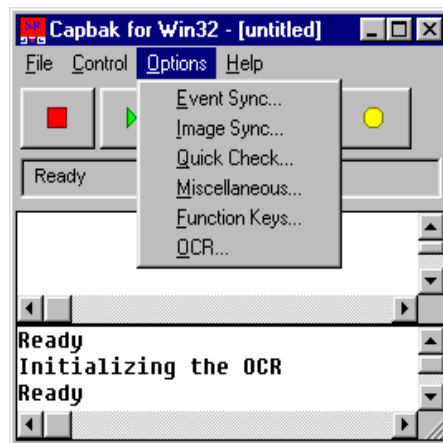 Capbak for Win32 - [untitled]
File Control Options Help
Event Sync...
Image Sync...
Quick Check...
Miscellaneous...
Function Keys...
OCR...
Ready
Ready
Initializing the OCR
Ready